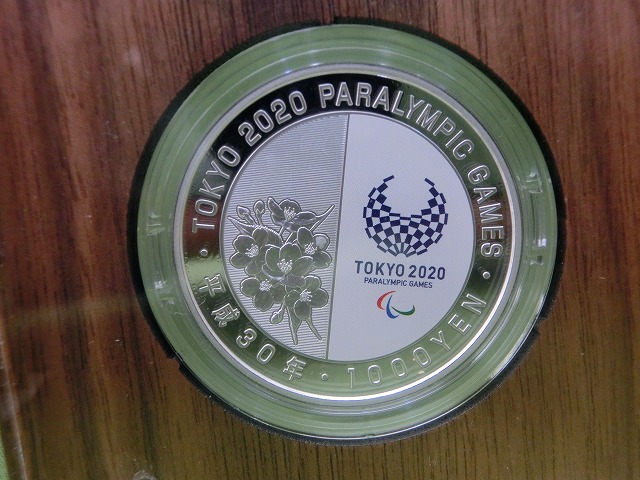 TOKYO 2020 PARALYMPIC GAMES
TOKYO 2020
PARALYMPIC GAMES
平成30年・1000YEN